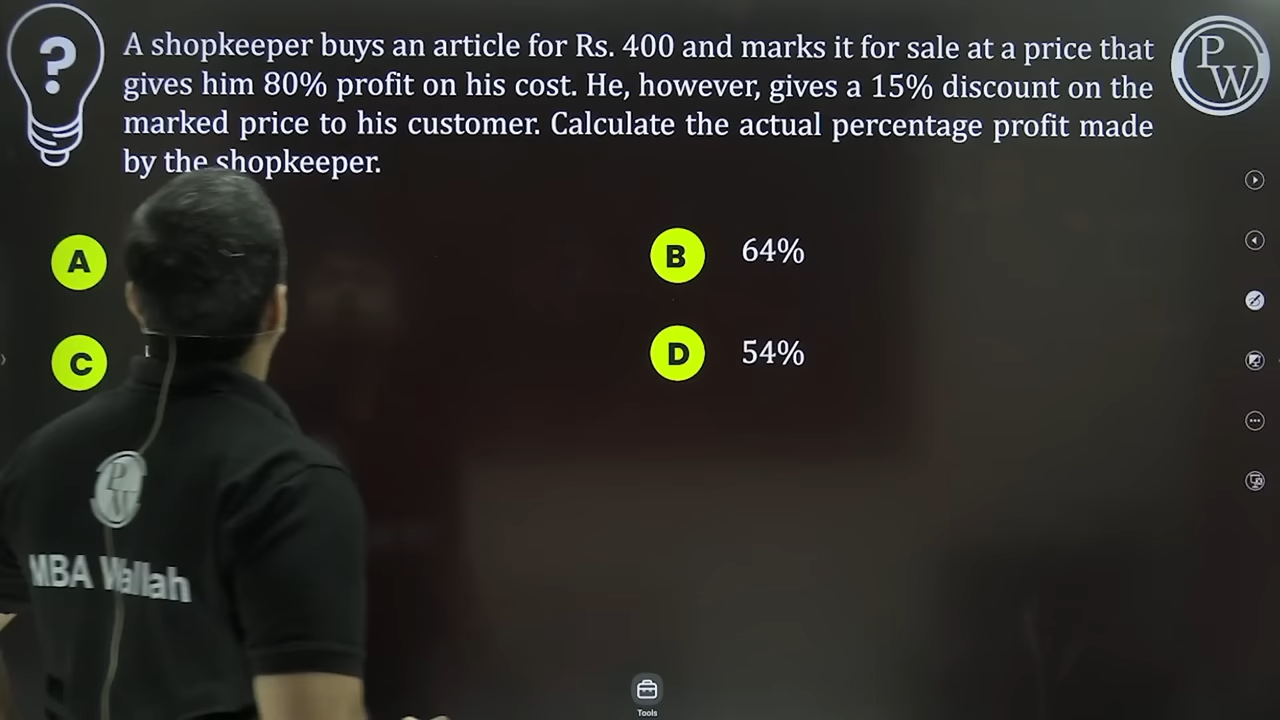 ?
A shopkeeper buys an article for Rs. 400 and marks it for sale at a price that
gives him 80% profit on his cost. He, however, gives a 15% discount on the
marked price to his customer. Calculate the actual percentage profit made
by the shopkeeper.
PW
A
B 64%
C
D 54%
PW
MBA Wallah
Tools